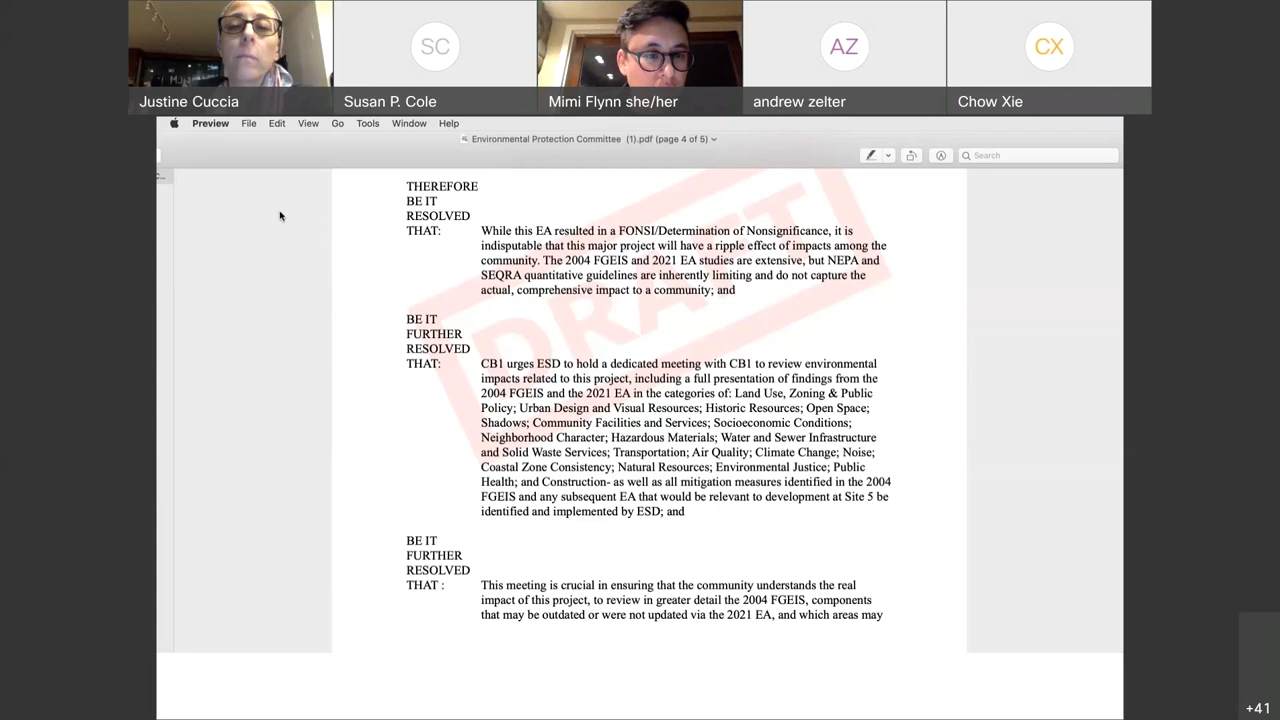 SC
AZ
CX
Justine Cuccia
Susan P. Cole
Mimi Flynn she/her
andrew zelter
Chow Xie
Preview File Edit View Go Tools Window Help
Environmental Protection Committee (1).pdf (page 4 of 5)
Search
DRAFT
THEREFORE
BE IT
RESOLVED
THAT: While this EA resulted in a FONSI/Determination of Nonsignificance, it is
indisputable that this major project will have a ripple effect of impacts among the
community. The 2004 FGEIS and 2021 EA studies are extensive, but NEPA and
SEQRA quantitative guidelines are inherently limiting and do not capture the
actual, comprehensive impact to a community; and
BE IT
FURTHER
RESOLVED
THAT: CB1 urges ESD to hold a dedicated meeting with CB1 to review environmental
impacts related to this project, including a full presentation of findings from the
2004 FGEIS and the 2021 EA in the categories of: Land Use, Zoning & Public
Policy; Urban Design and Visual Resources; Historic Resources; Open Space;
Shadows; Community Facilities and Services; Socioeconomic Conditions;
Neighborhood Character; Hazardous Materials; Water and Sewer Infrastructure
and Solid Waste Services; Transportation; Air Quality; Climate Change; Noise;
Coastal Zone Consistency; Natural Resources; Environmental Justice; Public
Health; and Construction- as well as all mitigation measures identified in the 2004
FGEIS and any subsequent EA that would be relevant to development at Site 5 be
identified and implemented by ESD; and
BE IT
FURTHER
RESOLVED
THAT : This meeting is crucial in ensuring that the community understands the real
impact of this project, to review in greater detail the 2004 FGEIS, components
that may be outdated or were not updated via the 2021 EA, and which areas may
+41